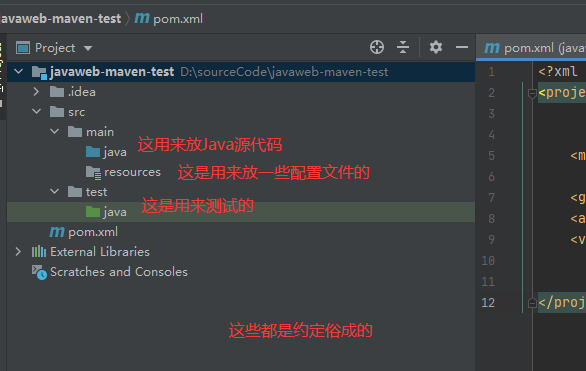 javaweb-maven-test pom.xml
Project
pom.xml (java
javaweb-maven-test D:\sourceCode\javaweb-maven-test
.idea
src
main
java 这用来放Java源代码
resources 这是用来放一些配置文件的
test
java 这是用来测试的
pom.xml
External Libraries
Scratches and Consoles
这些都是约定俗成的
1 <?xml
2 <proje
3
5 <m
6
7 <g
8 <a
9 <v
10
11
12 </proj